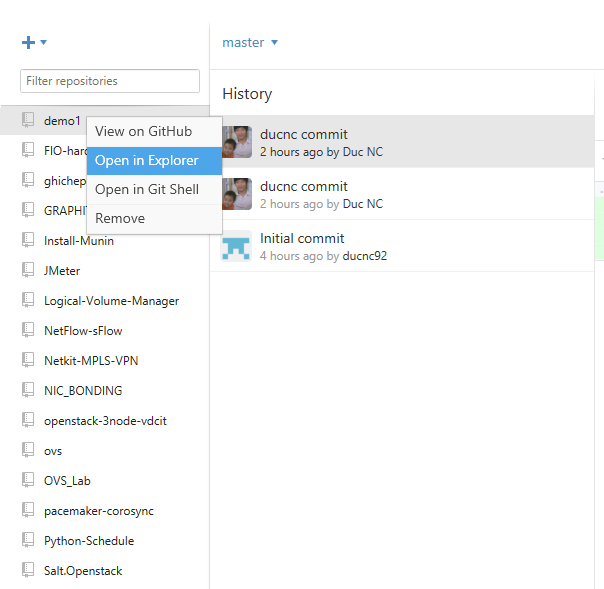 master
Filter repositories
History
demo1
View on GitHub
Open in Explorer
Open in Git Shell
Remove
FIO-har
ghichep
GRAPHI
Install-Munin
JMeter
Logical-Volume-Manager
NetFlow-sFlow
Netkit-MPLS-VPN
NIC_BONDING
openstack-3node-vdcit
ovs
OVS_Lab
pacemaker-corosync
Python-Schedule
Salt.Openstack
ducnc commit
2 hours ago by Duc NC
ducnc commit
2 hours ago by Duc NC
Initial commit
4 hours ago by ducnc92